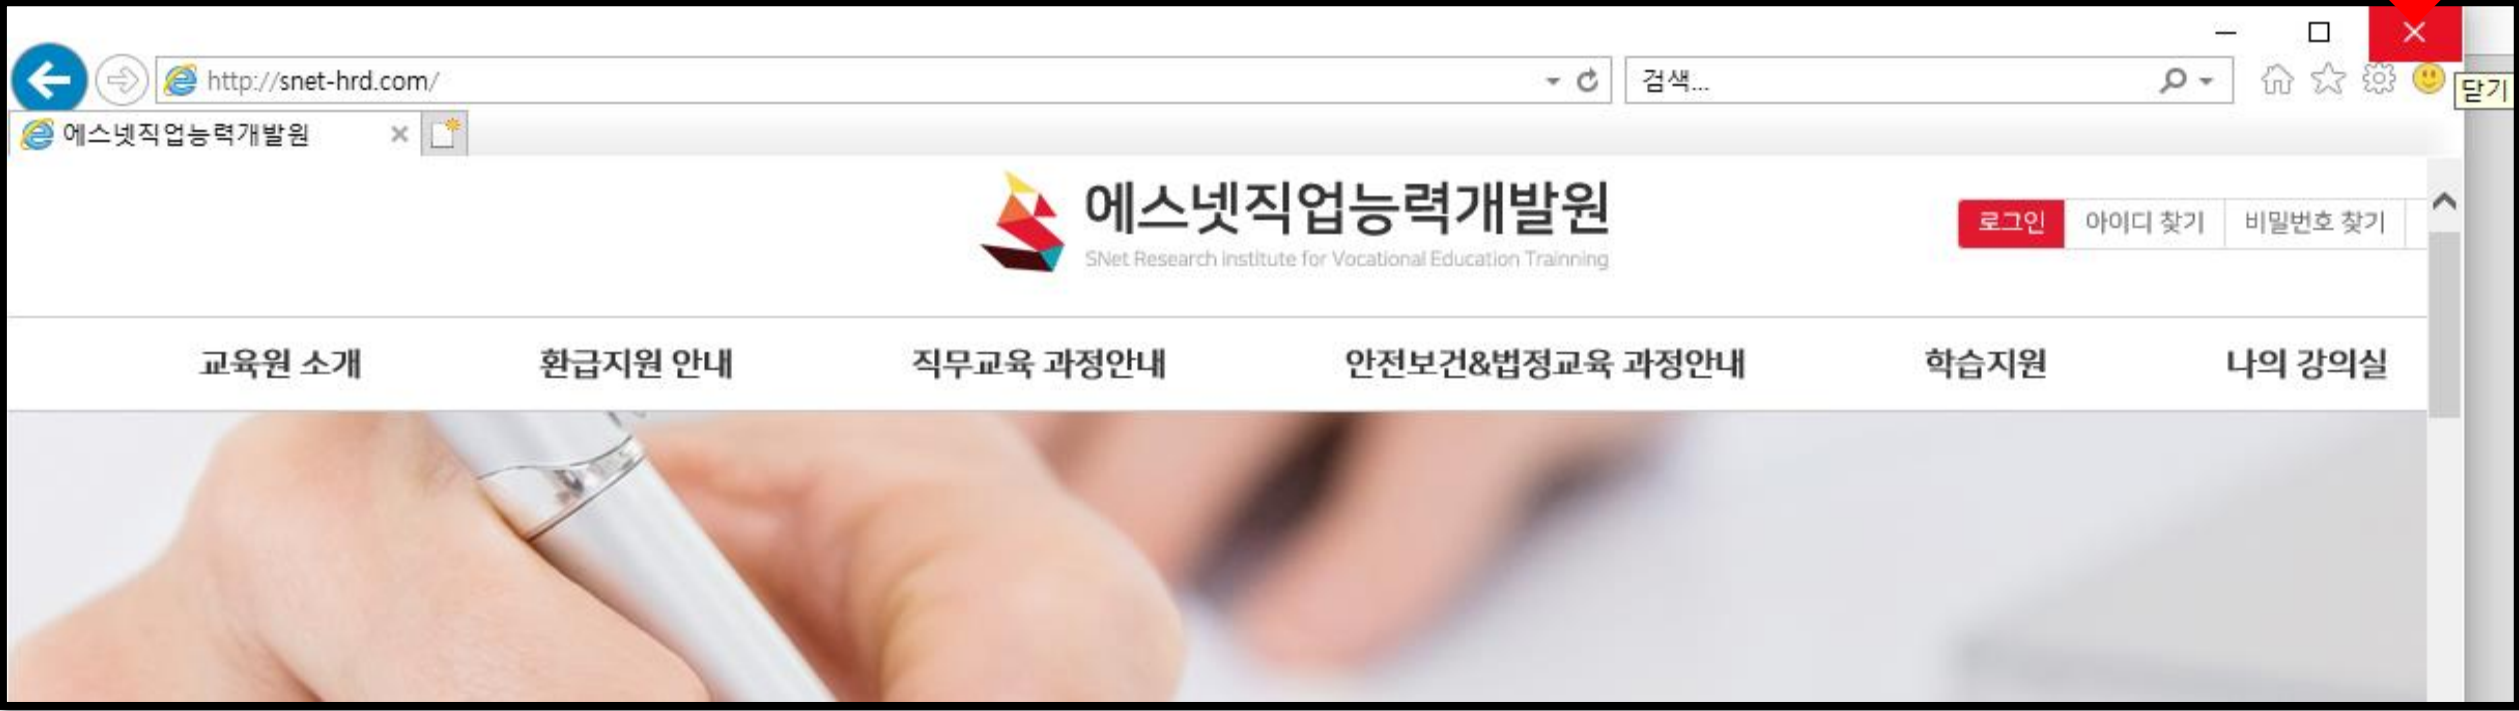 http://snet-hrd.com/
검색...
닫기
에스넷직업능력개발원
에스넷직업능력개발원
SNet Research institute for Vocational Education Trainning
로그인 아이디 찾기 비밀번호 찾기
교육원 소개 환급지원 안내 직무교육 과정안내 안전보건&법정교육 과정안내 학습지원 나의 강의실